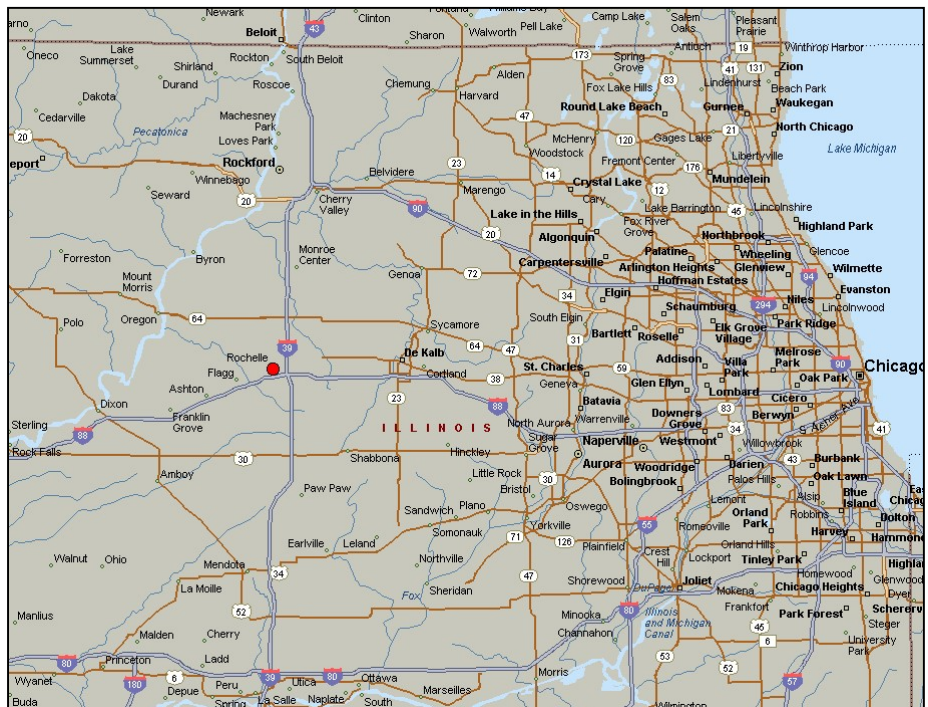 Newark
43
Clinton
Camp Lake
Salem
Oaks
Pleasant
Prairie
Beloit
Sharon
Walworth
Pell Lake
Oneco
Lake
Summerset
Shirland
Rockton
South Beloit
173
Spring
Grove
Antioch
19
Winthrop Harbor
41
131
Zion
Durand
Roscoe
Chemung
Alden
Harvard
Fox Lake Hills
83
Lindenhurst
Beach Park
Dakota
Cedarville
Machesney
Park
Loves Park
47
Round Lake Beach
Gurnee
Waukegan
Pecatonica
20
McHenry
120
Gages Lake
21
North Chicago
eport
Rockford
Woodstock
Fremont Center
Libertyville
Lake Michigan
23
14
176
Winnebago
Belvidere
Marengo
Crystal Lake
12
Mundelein
Seward
20
Cherry
Valley
90
Cary
Lake Barrington
45
Lincolnshire
Lake in the Hills
Fox River
Grove
Highland Park
20
Algonquin
Northbrook
Forreston
Byron
Monroe
Center
Carpentersville
Palatine
Wheeling
Glencoe
Genoa
72
Arlington Heights
Glenview
94
Wilmette
Mount
Morris
34
Elgin
Hoffman Estates
Evanston
Polo
Oregon
64
South Elgin
Schaumburg
294
Niles
Lincolnwood
Sycamore
31
Bartlett
Roselle
Elk Grove
Village
Park Ridge
39
64
47
Rochelle
De Kalb
St. Charles
59
Addison
Villa
Park
Melrose
Park
90
Chicago
Flagg
Cortland
38
Geneva
Glen Ellyn
Lombard
Oak Park
Ashton
23
88
Batavia
83
Cicero
Dixon
Franklin
Grove
Warrenville
Downers
Grove
Berwyn
S Archer Ave
Sterling
88
ILLINOIS
North Aurora
34
41
Sugar
Grove
Naperville
Westmont
Willowbrook
Rock Falls
30
Shabbona
Hinckley
Aurora
Woodridge
Darien
43
Burbank
Amboy
Little Rock
30
Bolingbrook
Palos Hills
Oak Lawn
Paw Paw
Bristol
Lemont
Alsip
Blue
Island
Sandwich
Plano
Oswego
Orland
Park
Robbins
Dolton
Somonauk
Yorkville
55
Romeoville
Harvey
Earlville
Leland
71
126
Plainfield
Crest
Hill
Orland Hills
Walnut
Ohio
Northville
Lockport
Tinley Park
Mendota
34
47
Shorewood
DuPage
Homewood
La Moille
Fox
Sheridan
Joliet
Mokena
Chicago Heights
Glenwood
Dyer
52
80
Frankfort
Manlius
Minooka
Illinois
and Michigan
Canal
Park Forest
45
Steger
Malden
Cherry
Channahon
6
University
Park
80
Princeton
Ladd
53
52
Wyanet
180
6
Peru
39
Utica
80
Ottawa
Morris
57
Buda
Depue
Spring
La Salle
Naplate
South
Marseilles
Wilmington